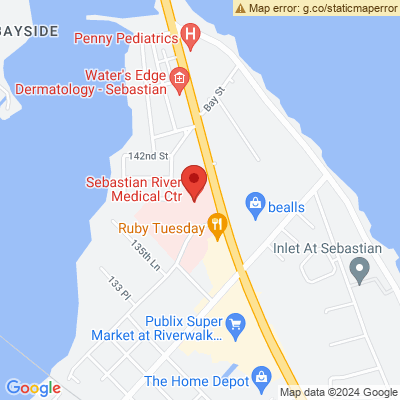 Map error: g.co/staticmaperror
BAYSIDE
Penny Pediatrics
H
Water's Edge
Dermatology - Sebastian
Bay St
142nd St
Sebastian River
Medical Ctr
bealls
Ruby Tuesday
Inlet At Sebastian
135th Ln
133 Pl
Publix Super
Market at Riverwalk...
The Home Depot
Google
Map data ©2024 Google